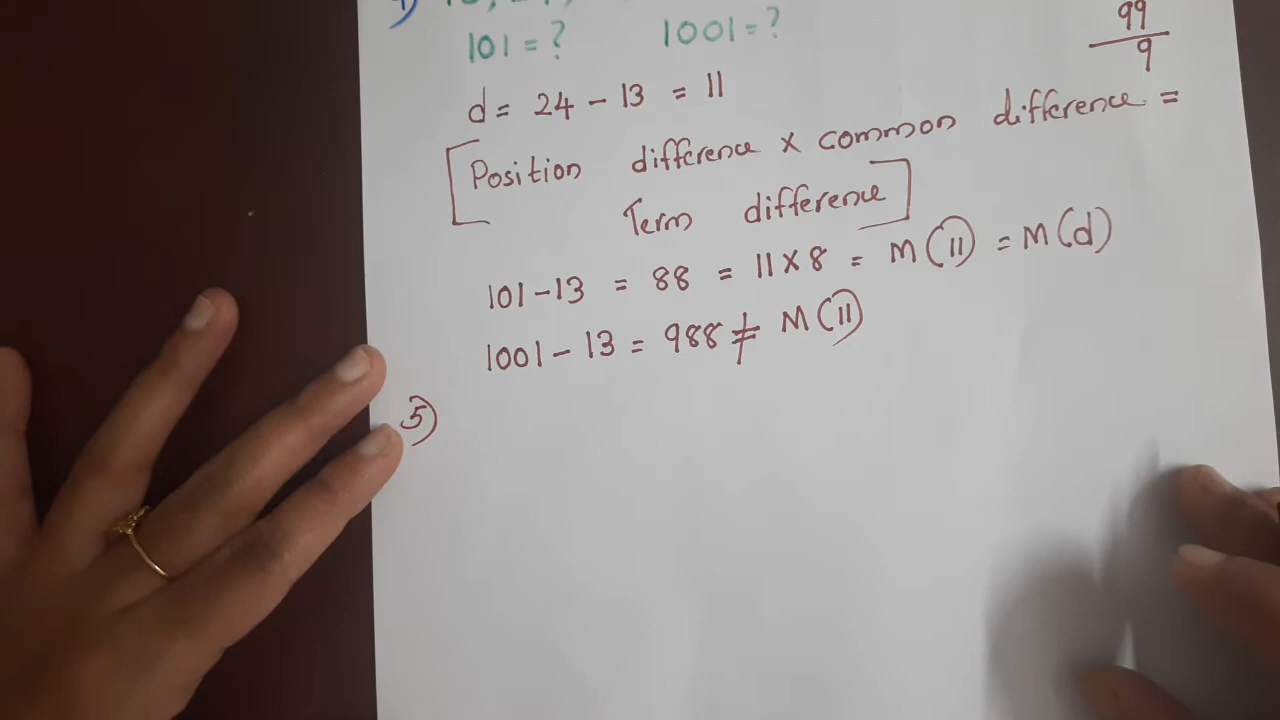 101 = ? 1001 = ?
99
9
d = 24 - 13 = 11
[Position difference × common difference =
Term difference]
101 - 13 = 88 = 11 × 8 = M(11) = M(d)
1001 - 13 = 988 ≠ M(11)
5)